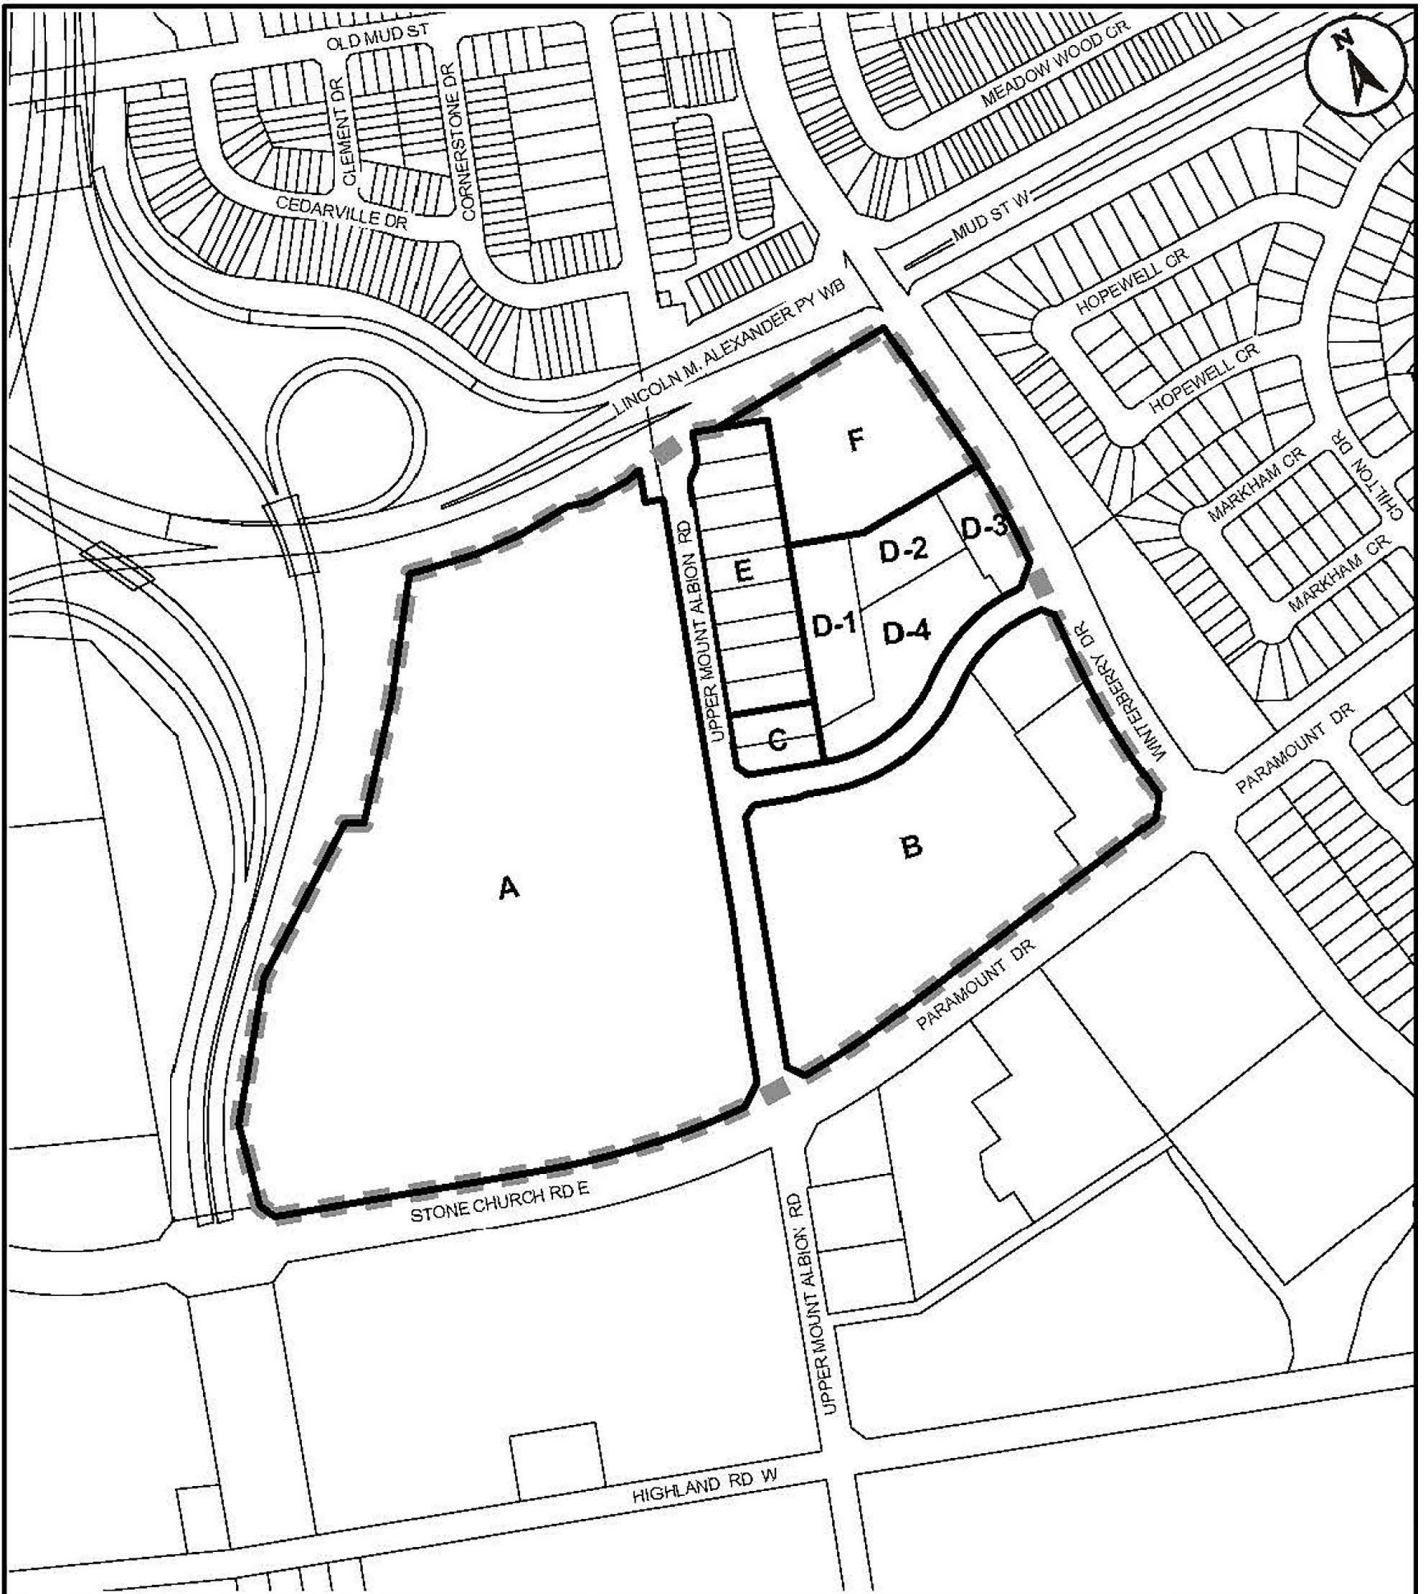 OLD MUD ST
MEADOW WOOD CR
N
CLEMENT DR
CORNERSTONE DR
CEDARVILLE DR
MUD ST W
HOPEWELL CR
LINCOLN M. ALEXANDER PY WB
HOPEWELL CR
F
MARKHAM CR
CHILTON DR
UPPER MOUNT ALBION RD
E
D-2
D-3
MARKHAM CR
D-1
D-4
WINTERBERRY DR
C
PARAMOUNT DR
B
A
PARAMOUNT DR
STONE CHURCH RD E
UPPER MOUNT ALBION RD
HIGHLAND RD W